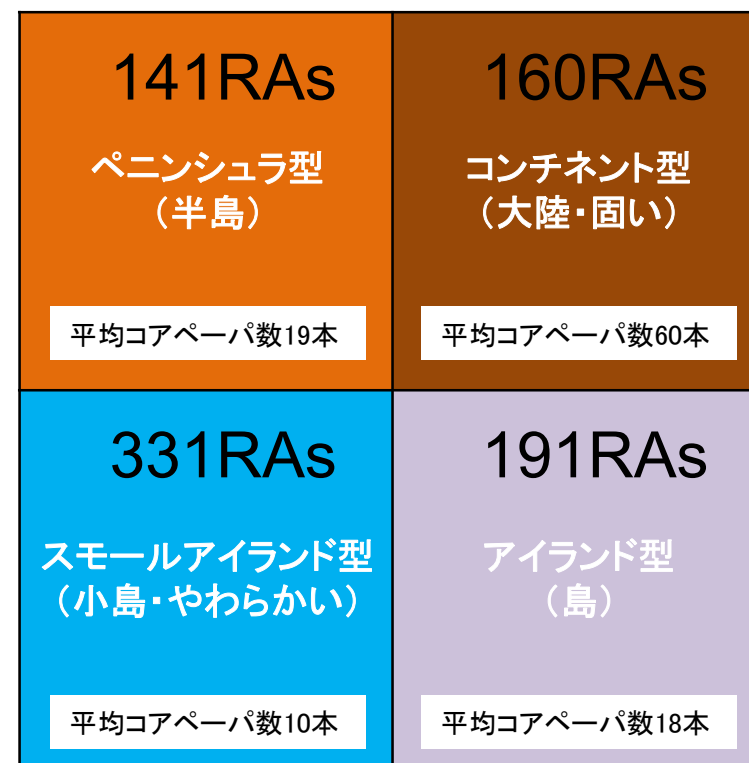 141RAs
ペニンシュラ型
（半島）
平均コアペーパ数19本
160RAs
コンチネント型
（大陸・固い）
平均コアペーパ数60本
331RAs
スモールアイランド型
（小島・やわらかい）
平均コアペーパ数10本
191RAs
アイランド型
（島）
平均コアペーパ数18本